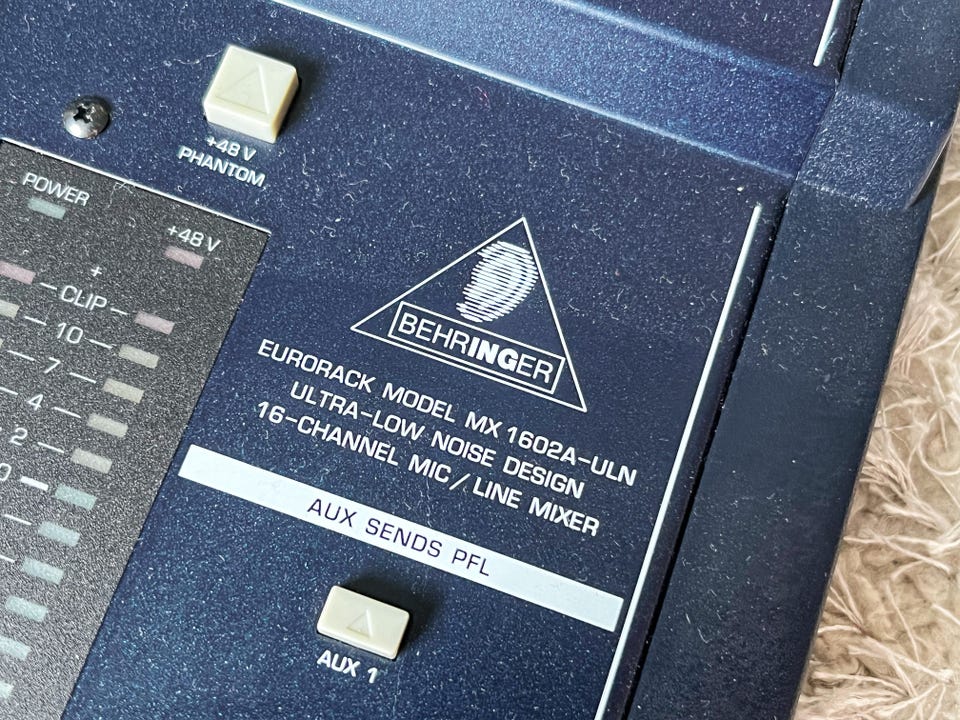 +48 V
PHANTOM
POWER
+48 V
+
CLIP
10
7
4
2
0
BEHRINGER
EURORACK MODEL MX 1602A-ULN
ULTRA-LOW NOISE DESIGN
16-CHANNEL MIC/LINE MIXER
AUX SENDS PFL
AUX 1